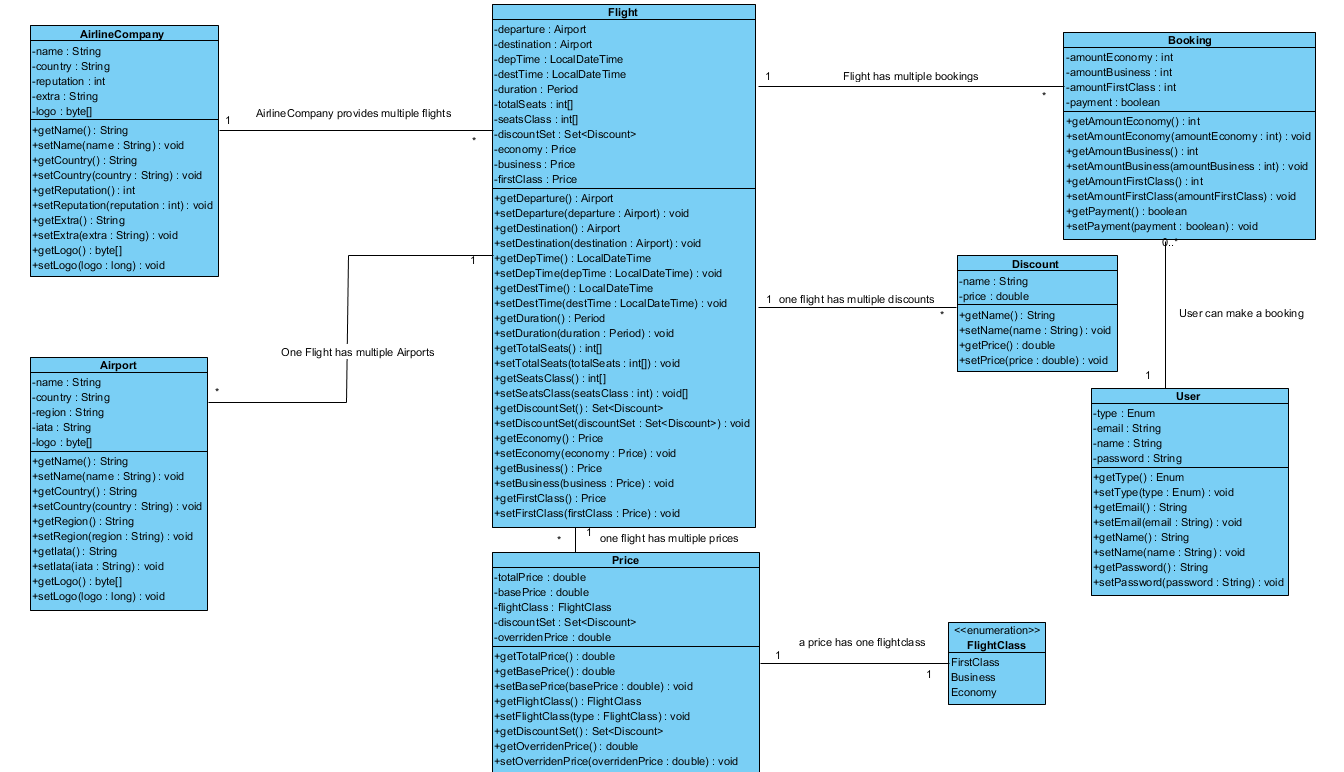 AirlineCompany
-name : String
-country : String
-reputation : int
-extra : String
-logo : byte[]
+getName() : String
+setName(name : String) : void
+getCountry() : String
+setCountry(country : String) : void
+getReputation() : int
+setReputation(reputation : int) : void
+getExtra() : String
+setExtra(extra : String) : void
+getLogo() : byte[]
+setLogo(logo : long) : void
1
AirlineCompany provides multiple flights
*
Flight
-departure : Airport
-destination : Airport
-depTime : LocalDateTime
-destTime : LocalDateTime
-duration : Period
-totalSeats : int[]
-seatsClass : int[]
-discountSet : Set<Discount>
-economy : Price
-business : Price
-firstClass : Price
+getDeparture() : Airport
+setDeparture(departure : Airport) : void
+getDestination() : Airport
+setDestination(destination : Airport) : void
+getDepTime() : LocalDateTime
+setDepTime(depTime : LocalDateTime) : void
+getDestTime() : LocalDateTime
+setDestTime(destTime : LocalDateTime) : void
+getDuration() : Period
+setDuration(duration : Period) : void
+getTotalSeats() : int[]
+setTotalSeats(totalSeats : int[]) : void
+getSeatsClass() : int[]
+setSeatsClass(seatsClass : int) : void[]
+getDiscountSet() : Set<Discount>
+setDiscountSet(discountSet : Set<Discount>) : void
+getEconomy() : Price
+setEconomy(economy : Price) : void
+getBusiness() : Price
+setBusiness(business : Price) : void
+getFirstClass() : Price
+setFirstClass(firstClass : Price) : void
1
Flight has multiple bookings
*
Booking
-amountEconomy : int
-amountBusiness : int
-amountFirstClass : int
-payment : boolean
+getAmountEconomy() : int
+setAmountEconomy(amountEconomy : int) : void
+getAmountBusiness() : int
+setAmountBusiness(amountBusiness : int) : void
+getAmountFirstClass() : int
+setAmountFirstClass(amountFirstClass) : void
+getPayment() : boolean
+setPayment(payment : boolean) : void
0..*
User can make a booking
1
1
One Flight has multiple Airports
*
1
one flight has multiple discounts
*
Discount
-name : String
-price : double
+getName() : String
+setName(name : String) : void
+getPrice() : double
+setPrice(price : double) : void
Airport
-name : String
-country : String
-region : String
-iata : String
-logo : byte[]
+getName() : String
+setName(name : String) : void
+getCountry() : String
+setCountry(country : String) : void
+getRegion() : String
+setRegion(region : String) : void
+getIata() : String
+setIata(iata : String) : void
+getLogo() : byte[]
+setLogo(logo : long) : void
User
-type : Enum
-email : String
-name : String
-password : String
+getType() : Enum
+setType(type : Enum) : void
+getEmail() : String
+setEmail(email : String) : void
+getName() : String
+setName(name : String) : void
+getPassword() : String
+setPassword(password : String) : void
*
1
one flight has multiple prices
Price
-totalPrice : double
-basePrice : double
-flightClass : FlightClass
-discountSet : Set<Discount>
-overridenPrice : double
+getTotalPrice() : double
+getBasePrice() : double
+setBasePrice(basePrice : double) : void
+getFlightClass() : FlightClass
+setFlightClass(type : FlightClass) : void
+getDiscountSet() : Set<Discount>
+getOverridenPrice() : double
+setOverridenPrice(overridenPrice : double) : void
1
a price has one flightclass
1
<<enumeration>>
FlightClass
FirstClass
Business
Economy